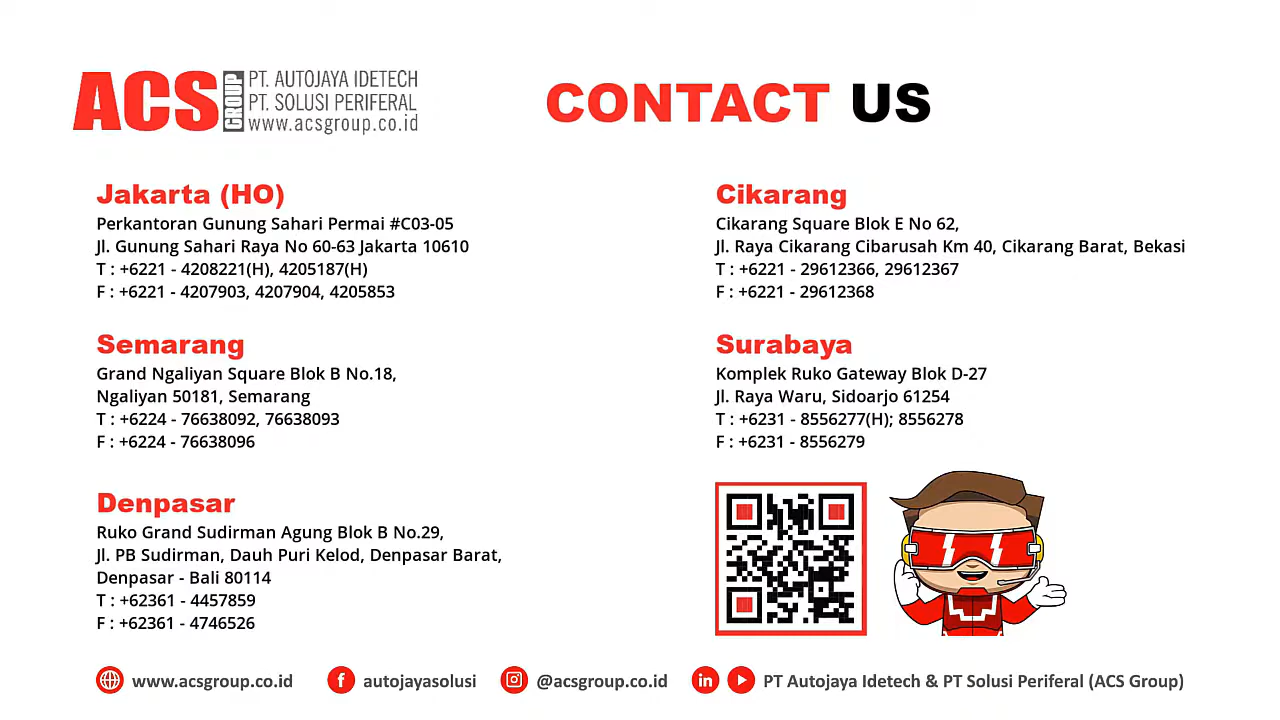 ACS GROUP
PT. AUTOJAYA IDETECH
PT. SOLUSI PERIFERAL
www.acsgroup.co.id
CONTACT US
Jakarta (HO)
Perkantoran Gunung Sahari Permai #C03-05
Jl. Gunung Sahari Raya No 60-63 Jakarta 10610
T : +6221 - 4208221(H), 4205187(H)
F : +6221 - 4207903, 4207904, 4205853
Cikarang
Cikarang Square Blok E No 62,
Jl. Raya Cikarang Cibarusah Km 40, Cikarang Barat, Bekasi
T : +6221 - 29612366, 29612367
F : +6221 - 29612368
Semarang
Grand Ngaliyan Square Blok B No.18,
Ngaliyan 50181, Semarang
T : +6224 - 76638092, 76638093
F : +6224 - 76638096
Surabaya
Komplek Ruko Gateway Blok D-27
Jl. Raya Waru, Sidoarjo 61254
T : +6231 - 8556277(H); 8556278
F : +6231 - 8556279
Denpasar
Ruko Grand Sudirman Agung Blok B No.29,
Jl. PB Sudirman, Dauh Puri Kelod, Denpasar Barat,
Denpasar - Bali 80114
T : +62361 - 4457859
F : +62361 - 4746526
www.acsgroup.co.id
autojayasolusi
@acsgroup.co.id
PT Autojaya Idetech & PT Solusi Periferal (ACS Group)